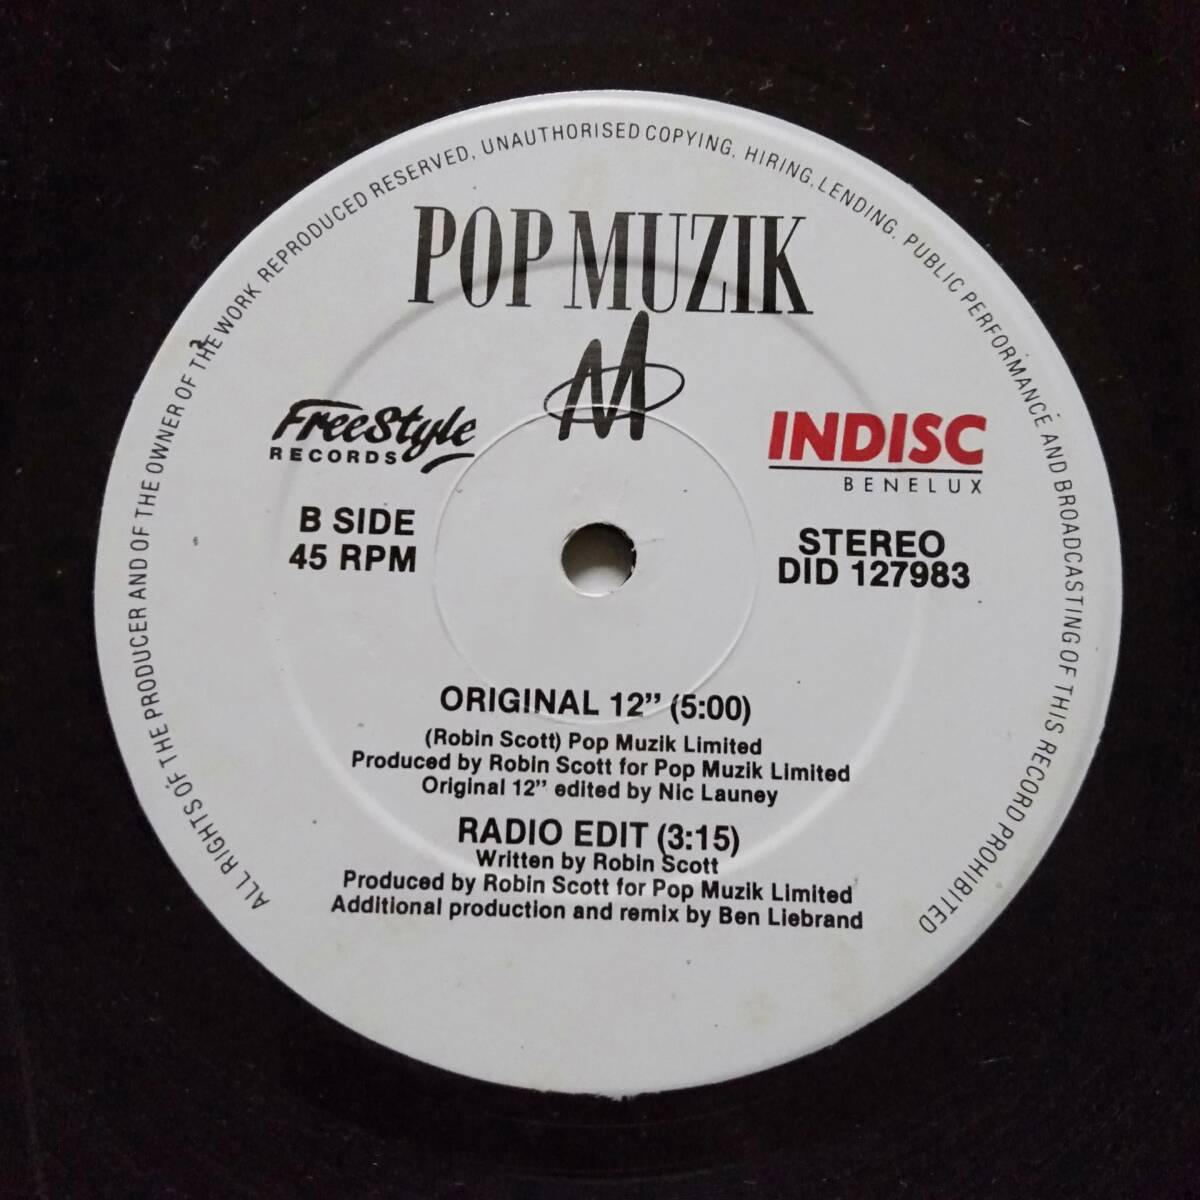 ALL RIGHTS OF THE PRODUCER AND OF THE OWNER OF THE WORK REPRODUCED RESERVED. UNAUTHORISED COPYING, HIRING, LENDING, PUBLIC PERFORMANCE AND BROADCASTING OF THIS RECORD PROHIBITED
POP MUZIK
M
FreeStyle
RECORDS
INDISC
BENELUX
B SIDE
45 RPM
STEREO
DID 127983
ORIGINAL 12” (5:00)
(Robin Scott) Pop Muzik Limited
Produced by Robin Scott for Pop Muzik Limited
Original 12” edited by Nic Launey
RADIO EDIT (3:15)
Written by Robin Scott
Produced by Robin Scott for Pop Muzik Limited
Additional production and remix by Ben Liebrand